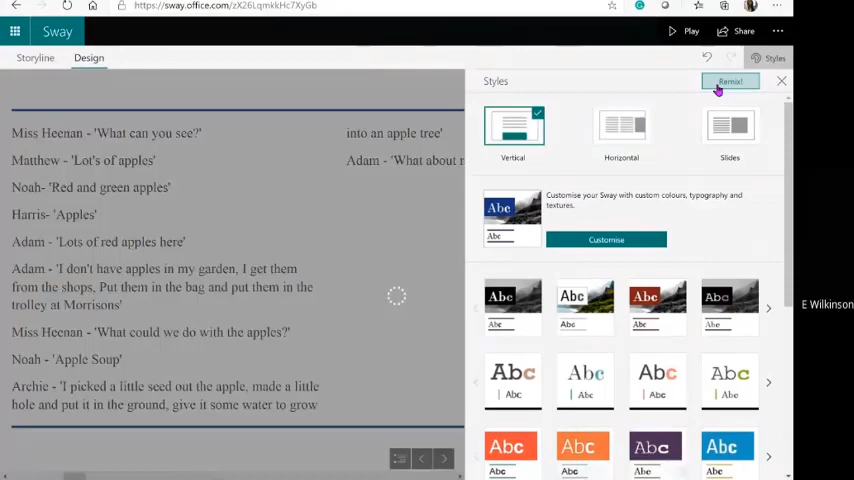 https://sway.office.com/zX26LqmkkHc7XyGb
Sway
Play
Share
Storyline
Design
Styles
Styles
Remix!
Miss Heenan - 'What can you see?'
Matthew - 'Lot's of apples'
Noah- 'Red and green apples'
Harris- 'Apples'
Adam - 'Lots of red apples here'
Adam - 'I don't have apples in my garden, I get them
from the shops, Put them in the bag and put them in the
trolley at Morrisons'
Miss Heenan - 'What could we do with the apples?'
Noah - 'Apple Soup'
Archie - 'I picked a little seed out the apple, made a little
hole and put it in the ground, give it some water to grow
into an apple tree'
Adam - 'What about
Vertical
Horizontal
Slides
Abc
Abc
Customise your Sway with custom colours, typography and
textures.
Customise
Abc Abc Abc Abc
Abc Abc Abc Abc
Abc Abc Abc Abc
Abc Abc Abc Abc
Abc Abc Abc Abc
E Wilkinson